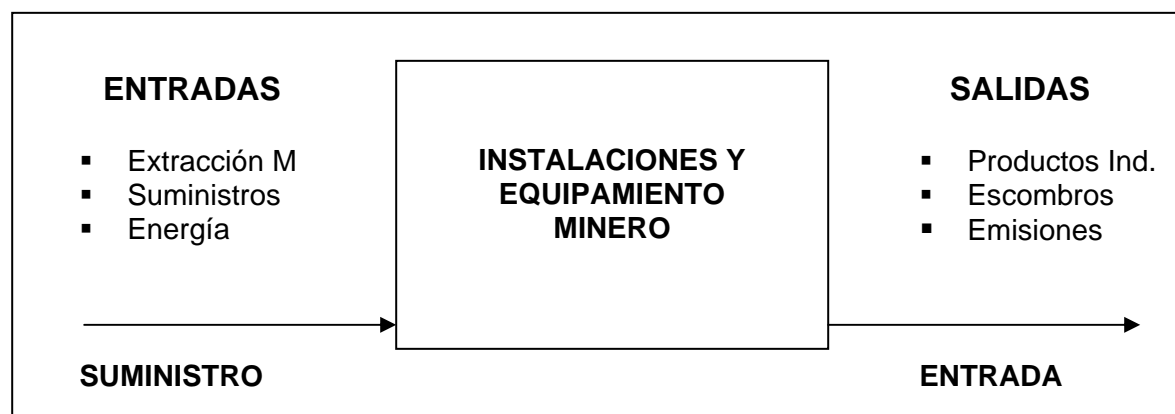 ENTRADAS
▪ Extracción M
▪ Suministros
▪ Energía
SUMINISTRO
INSTALACIONES Y
EQUIPAMIENTO
MINERO
SALIDAS
▪ Productos Ind.
▪ Escombros
▪ Emisiones
ENTRADA